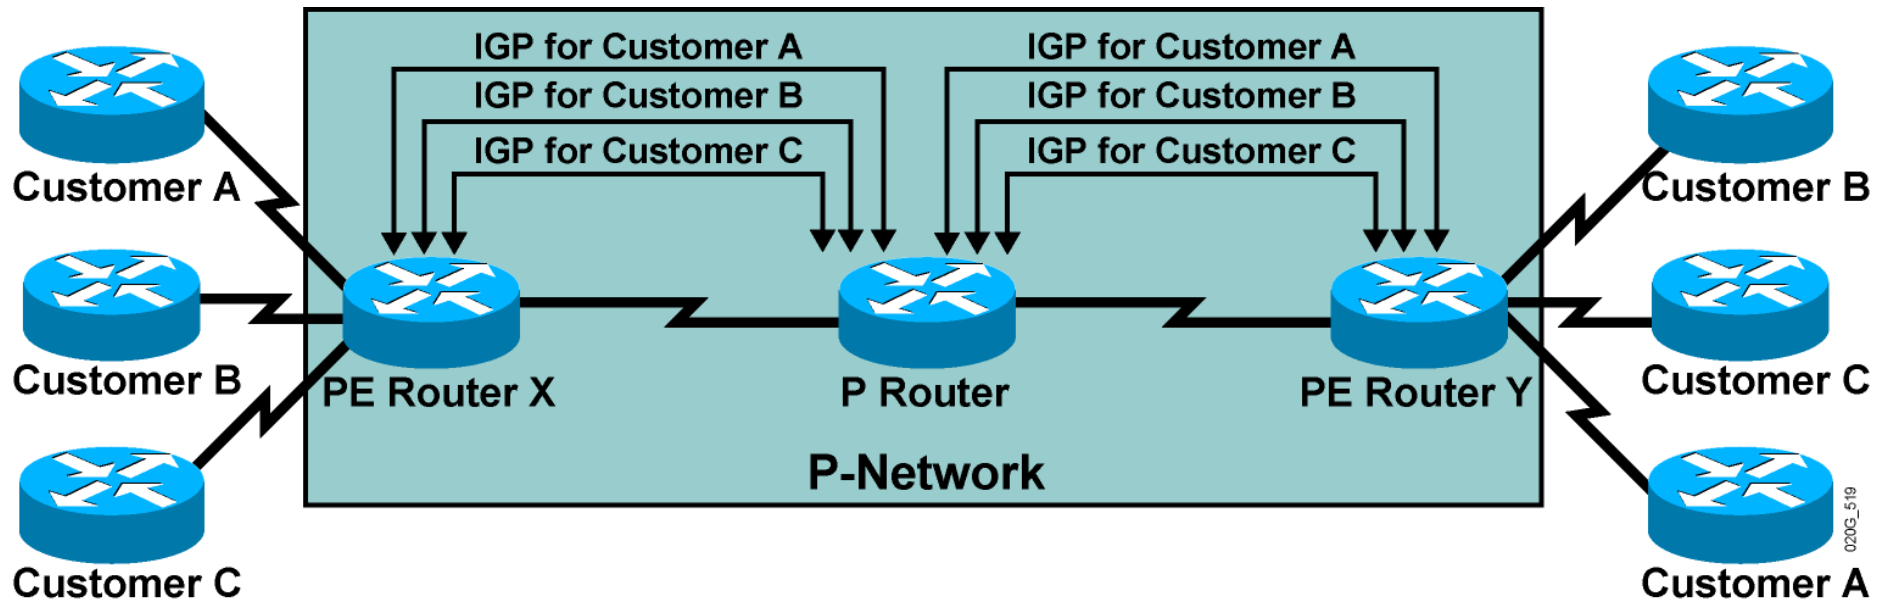 IGP for Customer A
IGP for Customer A
IGP for Customer B
IGP for Customer B
IGP for Customer C
IGP for Customer C
Customer A
Customer B
Customer B
Customer C
PE Router X
P Router
PE Router Y
Customer C
Customer A
P-Network
020G_519